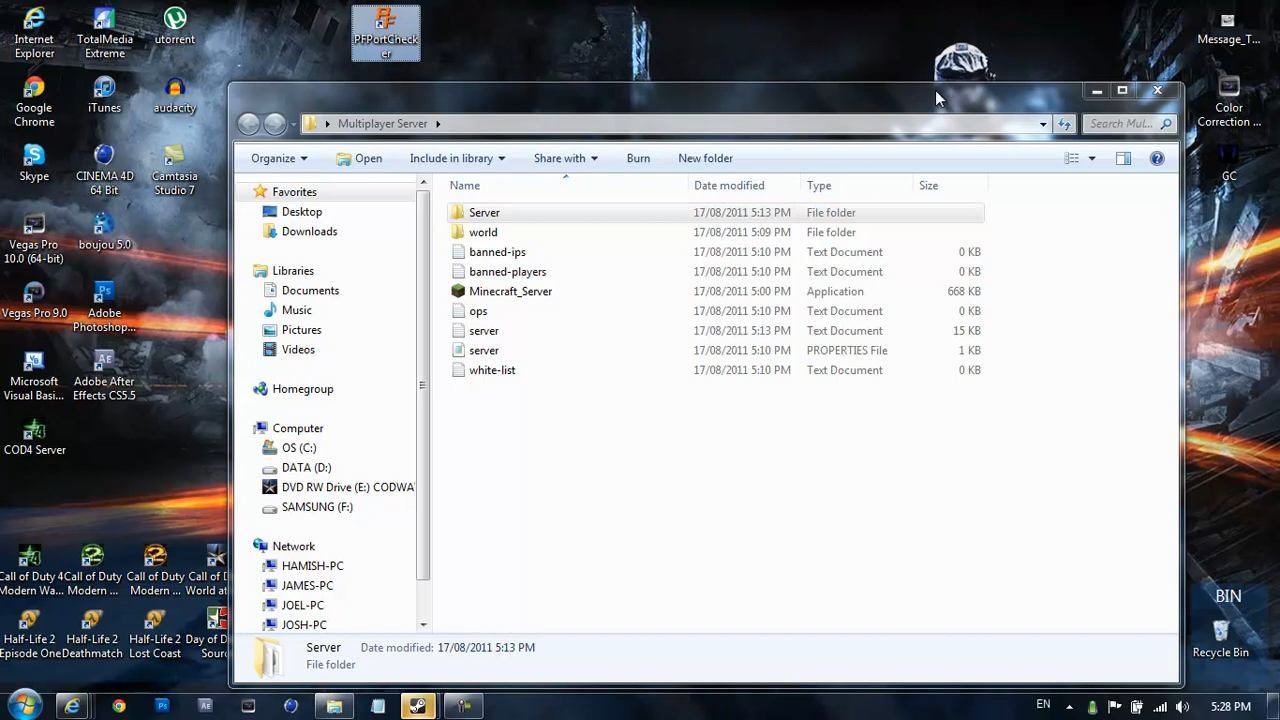 Internet
Explorer
TotalMedia
Extreme
utorrent
PFPortCheck
er
Message_T...
Google
Chrome
iTunes
audacity
Color
Correction ...
Skype
CINEMA 4D
64 Bit
Camtasia
Studio 7
GC
Vegas Pro
10.0 (64-bit)
boujou 5.0
Vegas Pro 9.0
Adobe
Photoshop...
Microsoft
Visual Basi...
Adobe After
Effects CS5.5
COD4 Server
Call of Duty 4
Modern Wa...
Call of Duty
Modern ...
Call of Duty
Modern ...
Call of Du
World at
Half-Life 2
Episode One
Half-Life 2
Deathmatch
Half-Life 2
Lost Coast
Day of D
Sourc
BIN
Recycle Bin
Multiplayer Server
Search Mul...
Organize
Open
Include in library
Share with
Burn
New folder
Favorites
Desktop
Downloads
Libraries
Documents
Music
Pictures
Videos
Homegroup
Computer
OS (C:)
DATA (D:)
DVD RW Drive (E:) CODWA
SAMSUNG (F:)
Network
HAMISH-PC
JAMES-PC
JOEL-PC
JOSH-PC
Name Date modified Type Size
Server 17/08/2011 5:13 PM File folder
world 17/08/2011 5:09 PM File folder
banned-ips 17/08/2011 5:10 PM Text Document 0 KB
banned-players 17/08/2011 5:10 PM Text Document 0 KB
Minecraft_Server 17/08/2011 5:00 PM Application 668 KB
ops 17/08/2011 5:10 PM Text Document 0 KB
server 17/08/2011 5:13 PM Text Document 15 KB
server 17/08/2011 5:10 PM PROPERTIES File 1 KB
white-list 17/08/2011 5:10 PM Text Document 0 KB
Server Date modified: 17/08/2011 5:13 PM
File folder
EN
5:28 PM